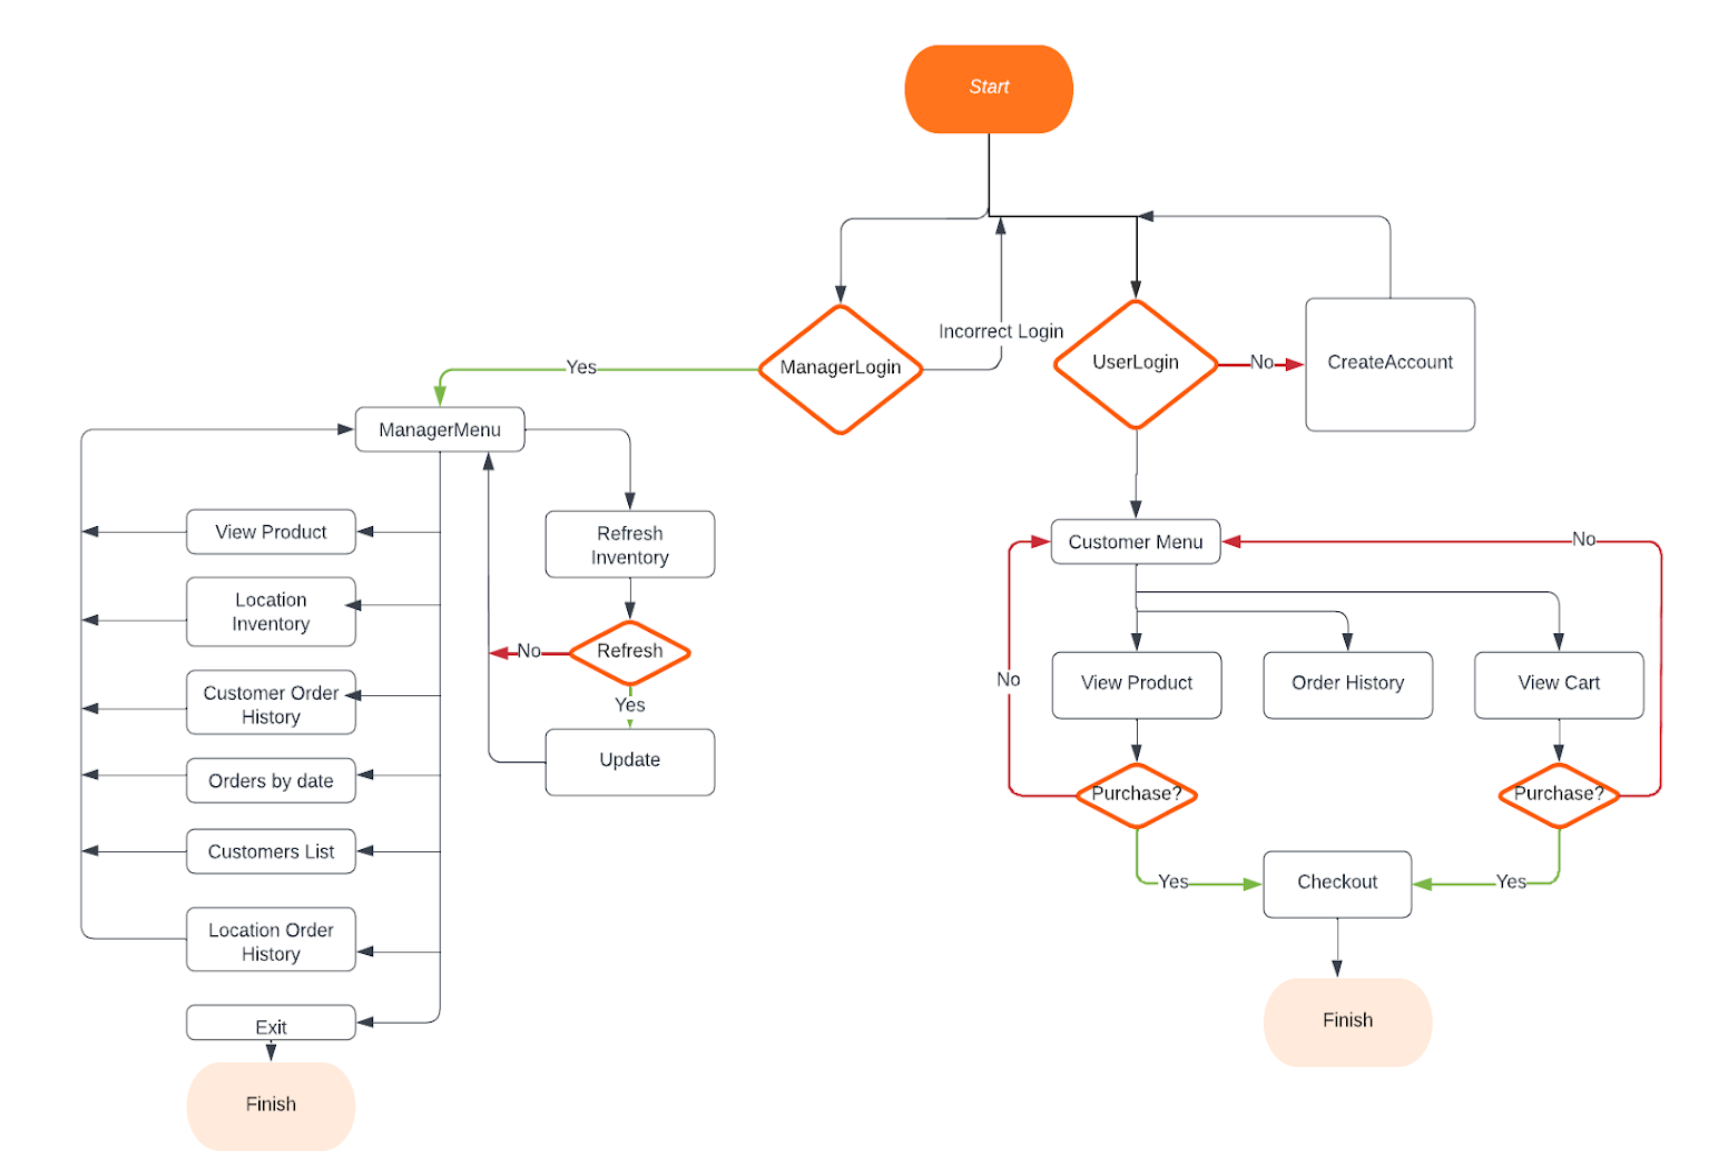 Start
Incorrect Login
ManagerLogin
UserLogin
No
CreateAccount
Yes
ManagerMenu
View Product
Location
Inventory
Customer Order
History
Orders by date
Customers List
Location Order
History
Exit
Finish
Refresh
Inventory
Refresh
No
Yes
Update
Customer Menu
No
No
View Product
Order History
View Cart
Purchase?
Purchase?
Yes
Checkout
Yes
Finish